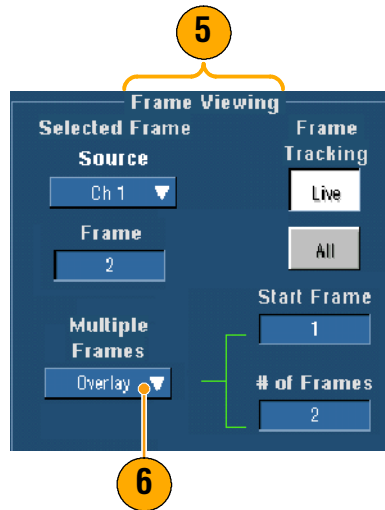 5
Frame Viewing
Selected Frame
Source
Ch 1
Frame
2
Multiple
Frames
Overlay
Frame
Tracking
Live
All
Start Frame
1
# of Frames
2
6